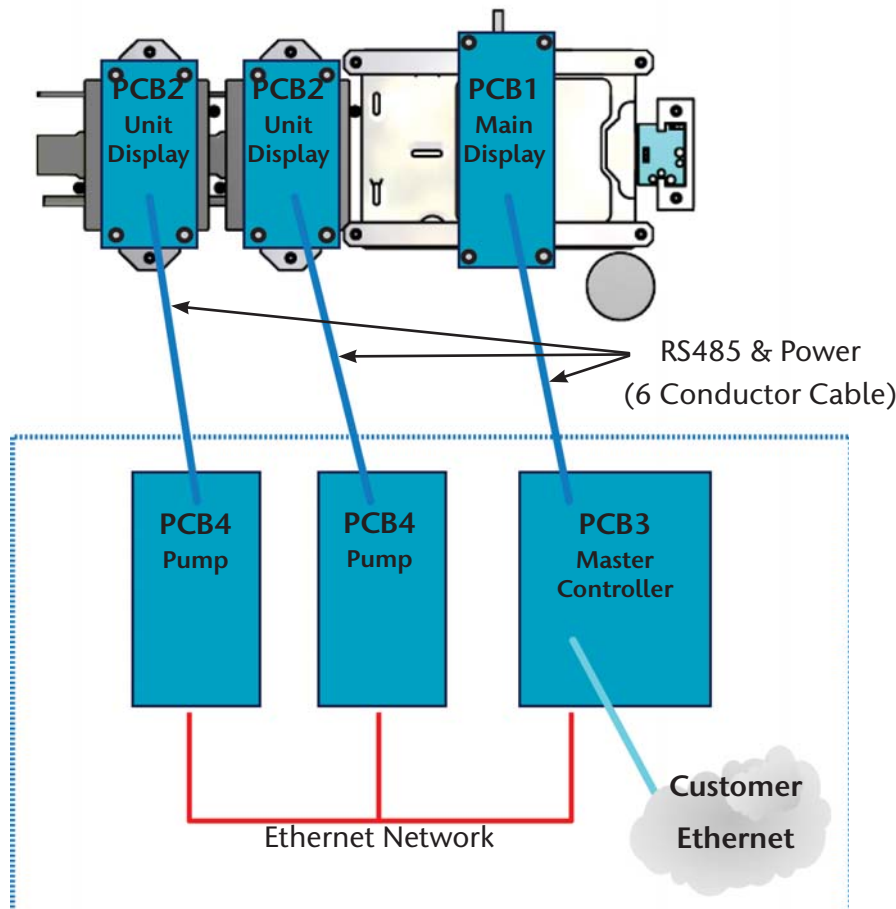 PCB2
Unit
Display
PCB2
Unit
Display
PCB1
Main
Display
RS485 & Power
(6 Conductor Cable)
PCB4
Pump
PCB4
Pump
PCB3
Master
Controller
Customer
Ethernet
Ethernet Network